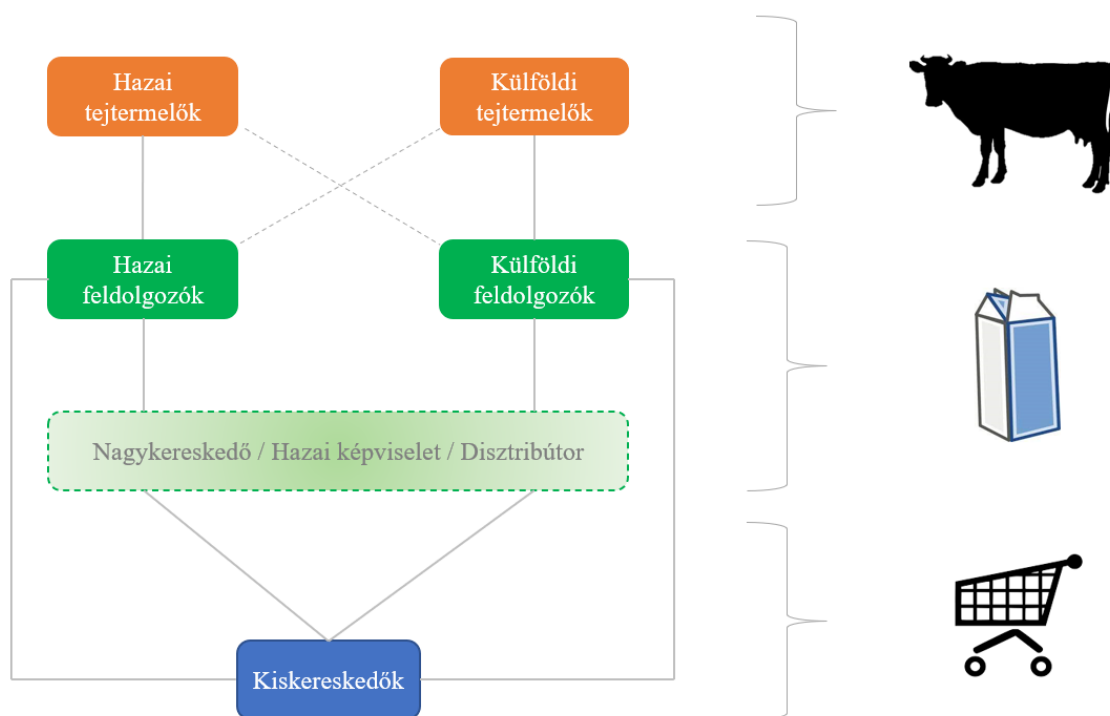 Hazai
tejtermelők
Külföldi
tejtermelők
Hazai
feldolgozók
Külföldi
feldolgozók
Nagykereskedő / Hazai képviselet / Disztribútor
Kiskereskedők